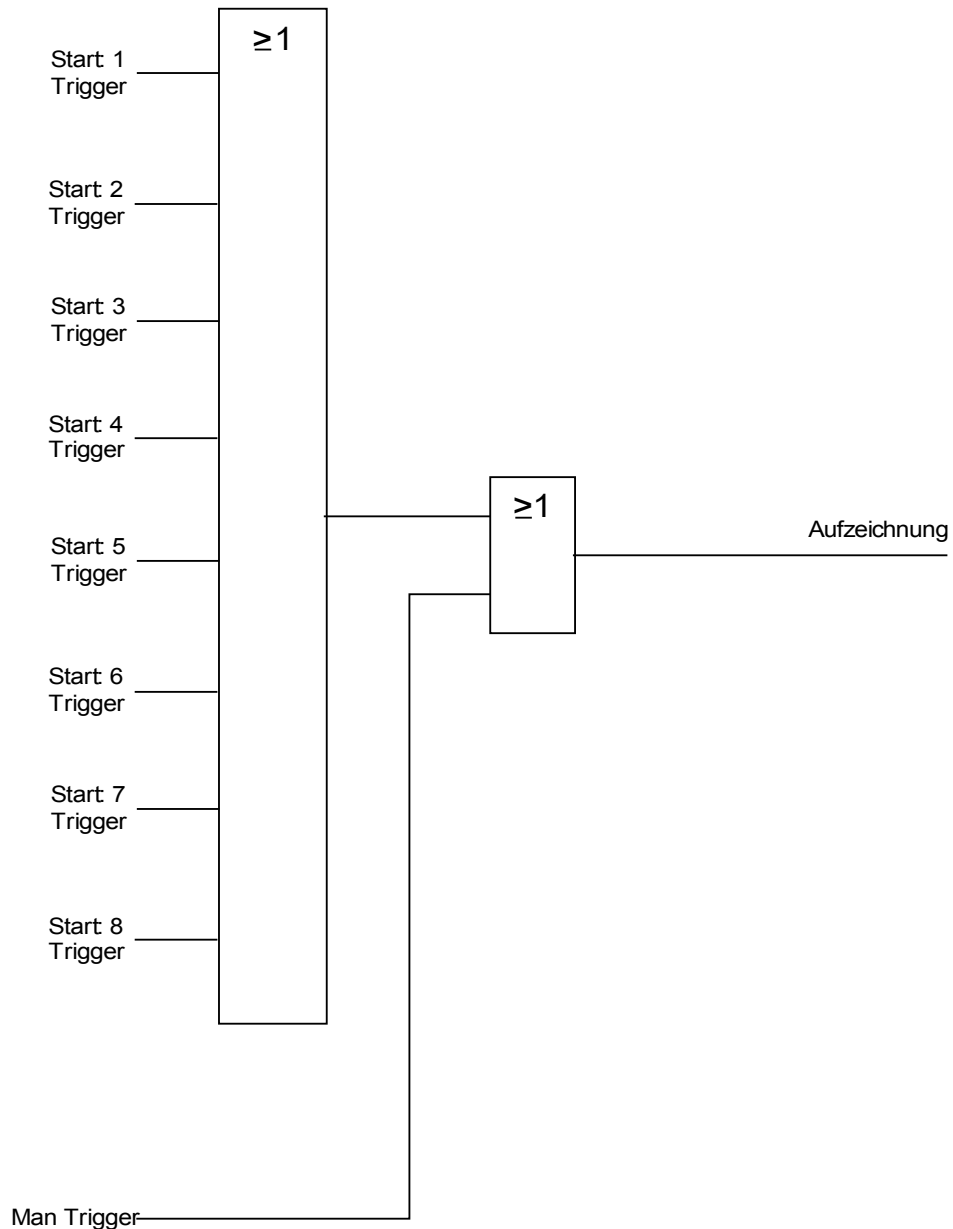 ≥1
Start: 1
Trigger
Start: 2
Trigger
Start: 3
Trigger
Start: 4
Trigger
≥1
Aufzeichnung
Start: 5
Trigger
Start: 6
Trigger
Start: 7
Trigger
Start: 8
Trigger
Man Trigger